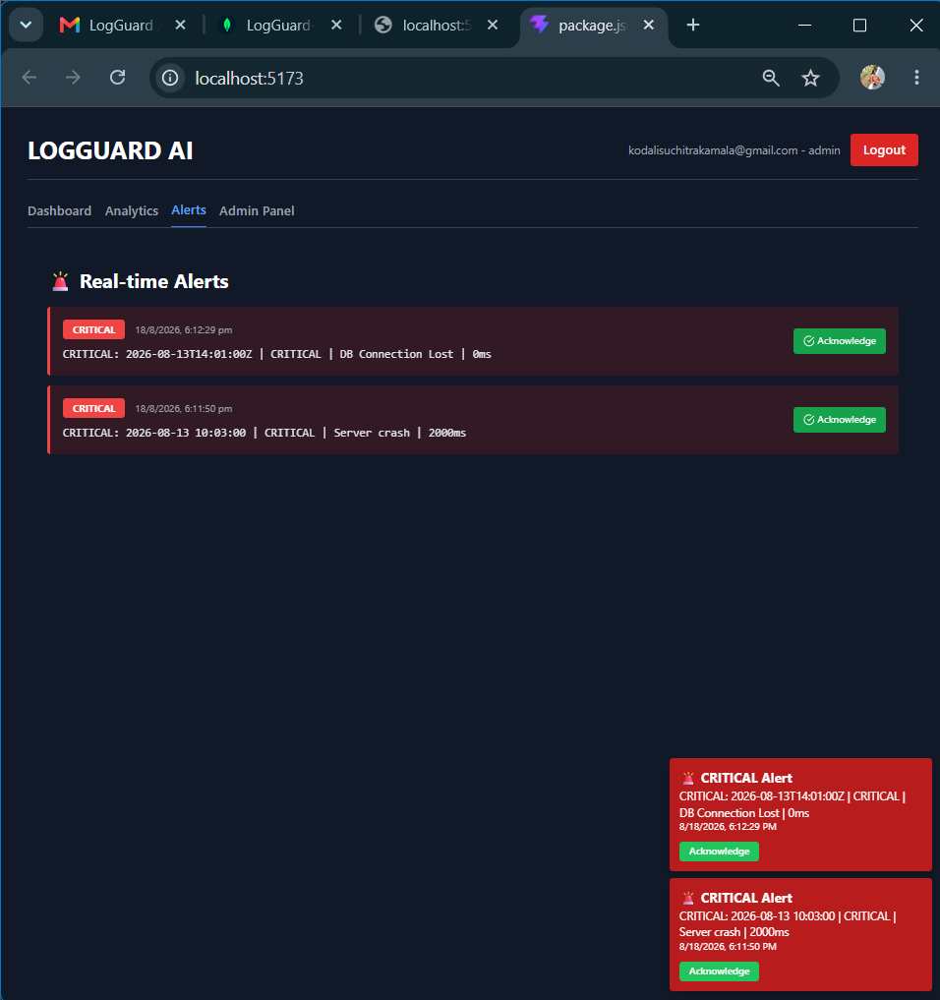 LogGuard
LogGuard-
localhost:5
package.js
localhost:5173
LOGGUARD AI
kodalisuchitrakamala@gmail.com - admin
Logout
Dashboard
Analytics
Alerts
Admin Panel
🚨 Real-time Alerts
CRITICAL
18/8/2026, 6:12:29 pm
CRITICAL: 2026-08-13T14:01:00Z | CRITICAL | DB Connection Lost | 0ms
Acknowledge
CRITICAL
18/8/2026, 6:11:50 pm
CRITICAL: 2026-08-13 10:03:00 | CRITICAL | Server crash | 2000ms
Acknowledge
🚨 CRITICAL Alert
CRITICAL: 2026-08-13T14:01:00Z | CRITICAL |
DB Connection Lost | 0ms
8/18/2026, 6:12:29 PM
Acknowledge
🚨 CRITICAL Alert
CRITICAL: 2026-08-13 10:03:00 | CRITICAL |
Server crash | 2000ms
8/18/2026, 6:11:50 PM
Acknowledge